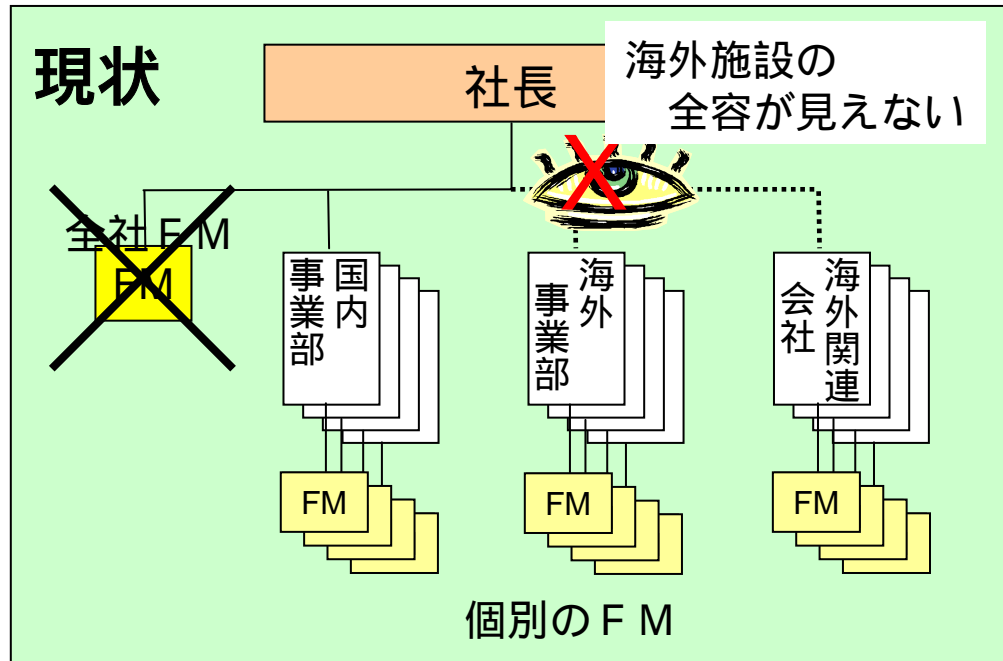 現状
社長
海外施設の
全容が見えない
全社ＦＭ
FM
国内
事業部
海外
事業部
海外関連
会社
FM
FM
FM
個別のＦＭ